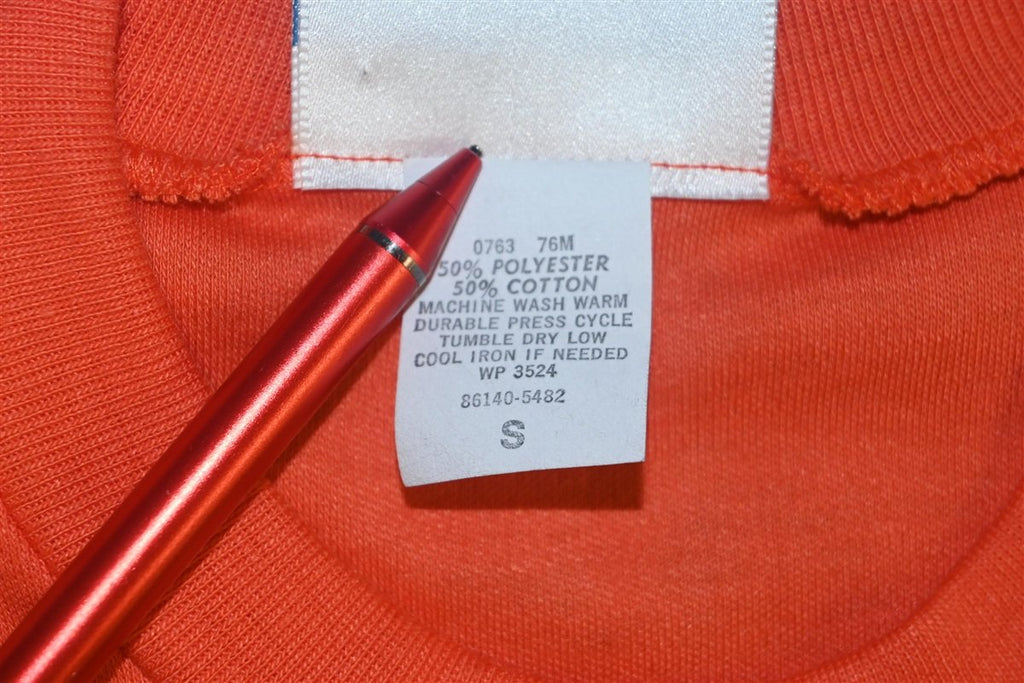 0763 76M
50% POLYESTER
50% COTTON
MACHINE WASH WARM
DURABLE PRESS CYCLE
TUMBLE DRY LOW
COOL IRON IF NEEDED
WP 3524
86140-5482
S